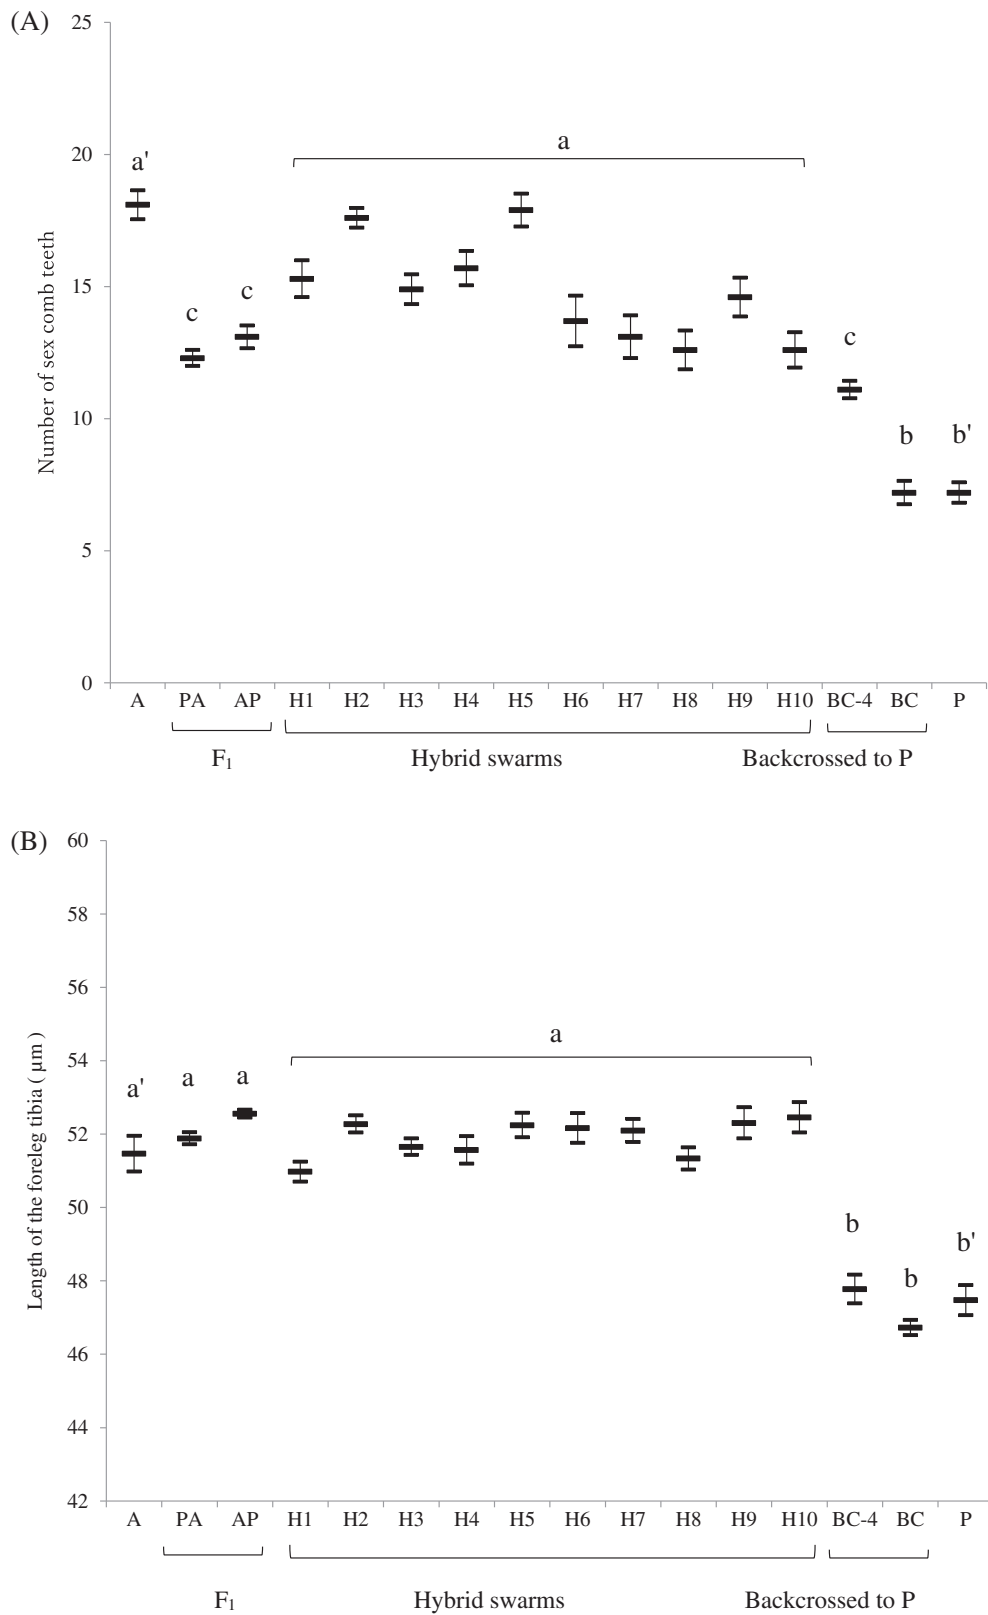 (A)
25
20
15
10
5
0
Number of sex comb teeth
a'
c
c
a
c
b
b'
A PA AP H1 H2 H3 H4 H5 H6 H7 H8 H9 H10 BC-4 BC P
F1 Hybrid swarms Backcrossed to P
(B)
60
58
56
54
52
50
48
46
44
42
Length of the foreleg tibia ( µm )
a'
a
a
a
b
b
b'
A PA AP H1 H2 H3 H4 H5 H6 H7 H8 H9 H10 BC-4 BC P
F1 Hybrid swarms Backcrossed to P